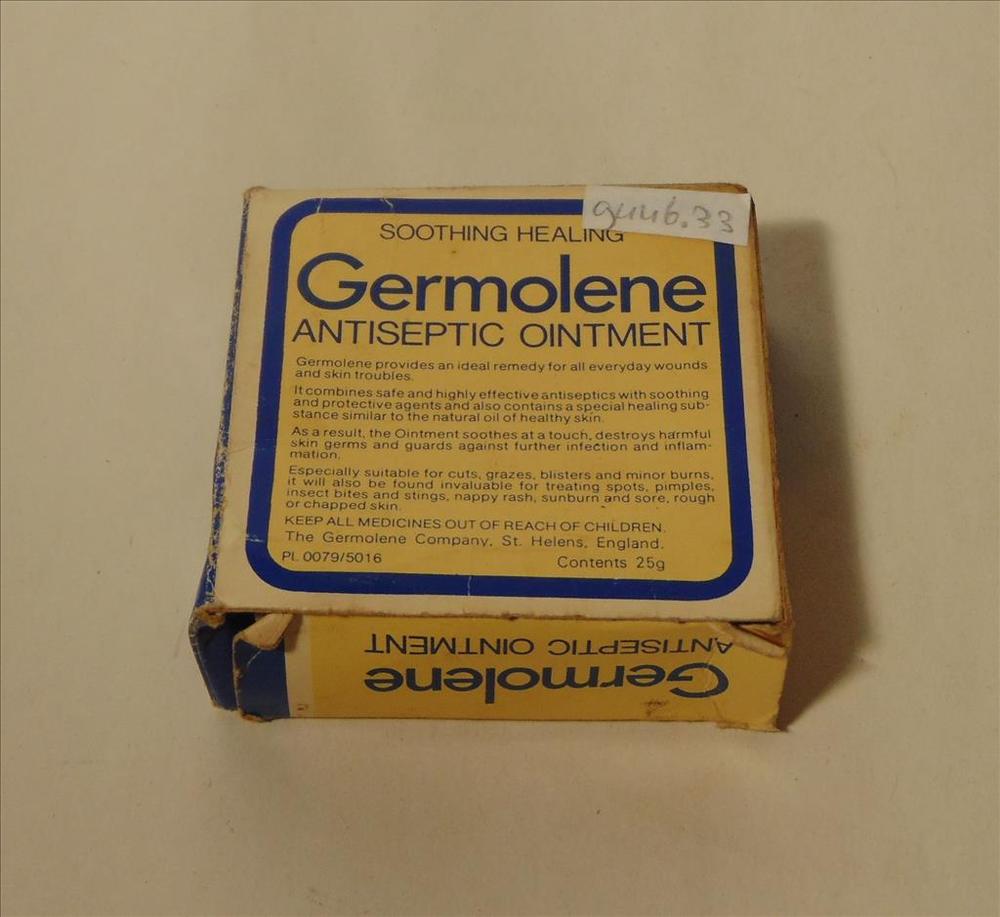 9446.33
SOOTHING HEALING
Germolene
ANTISEPTIC OINTMENT
Germolene provides an ideal remedy for all everyday wounds
and skin troubles.
It combines safe and highly effective antiseptics with soothing
and protective agents and also contains a special healing sub-
stance similar to the natural oil of healthy skin.
As a result, the Ointment soothes at a touch, destroys harmful
skin germs and guards against further infection and inflam-
mation.
Especially suitable for cuts, grazes, blisters and minor burns,
it will also be found invaluable for treating spots, pimples,
insect bites and stings, nappy rash, sunburn and sore, rough
or chapped skin.
KEEP ALL MEDICINES OUT OF REACH OF CHILDREN.
The Germolene Company, St. Helens, England.
PL 0079/5016 Contents 25g
Germolene
ANTISEPTIC OINTMENT